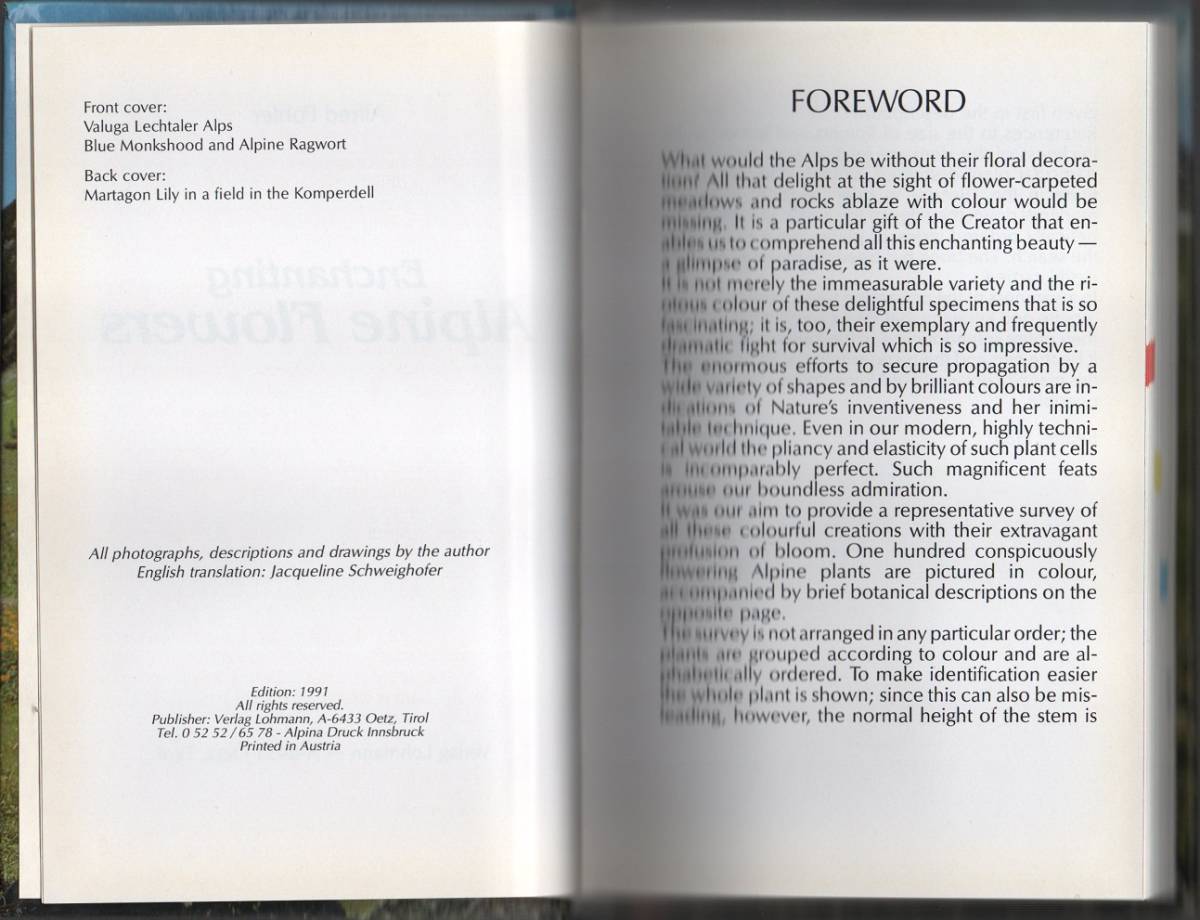 Front cover:
Valuga Lechtaler Alps
Blue Monkshood and Alpine Ragwort
Back cover:
Martagon Lily in a field in the Komperdell
Enchanting
Alpine Flowers
All photographs, descriptions and drawings by the author
English translation: Jacqueline Schweighofer
Edition: 1991
All rights reserved.
Publisher: Verlag Lohmann, A-6433 Oetz, Tirol
Tel. 0 52 52 / 65 78 - Alpina Druck Innsbruck
Printed in Austria
FOREWORD
What would the Alps be without their floral decora-
tion? All that delight at the sight of flower-carpeted
meadows and rocks ablaze with colour would be
missing. It is a particular gift of the Creator that en-
ables us to comprehend all this enchanting beauty —
a glimpse of paradise, as it were.
It is not merely the immeasurable variety and the ri-
otous colour of these delightful specimens that is so
fascinating; it is, too, their exemplary and frequently
dramatic fight for survival which is so impressive.
The enormous efforts to secure propagation by a
wide variety of shapes and by brilliant colours are in-
dications of Nature's inventiveness and her inimi-
table technique. Even in our modern, highly techni-
cal world the pliancy and elasticity of such plant cells
is incomparably perfect. Such magnificent feats
arouse our boundless admiration.
It was our aim to provide a representative survey of
all these colourful creations with their extravagant
profusion of bloom. One hundred conspicuously
flowering Alpine plants are pictured in colour,
accompanied by brief botanical descriptions on the
opposite page.
The survey is not arranged in any particular order; the
plants are grouped according to colour and are al-
phabetically ordered. To make identification easier
the whole plant is shown; since this can also be mis-
leading, however, the normal height of the stem is